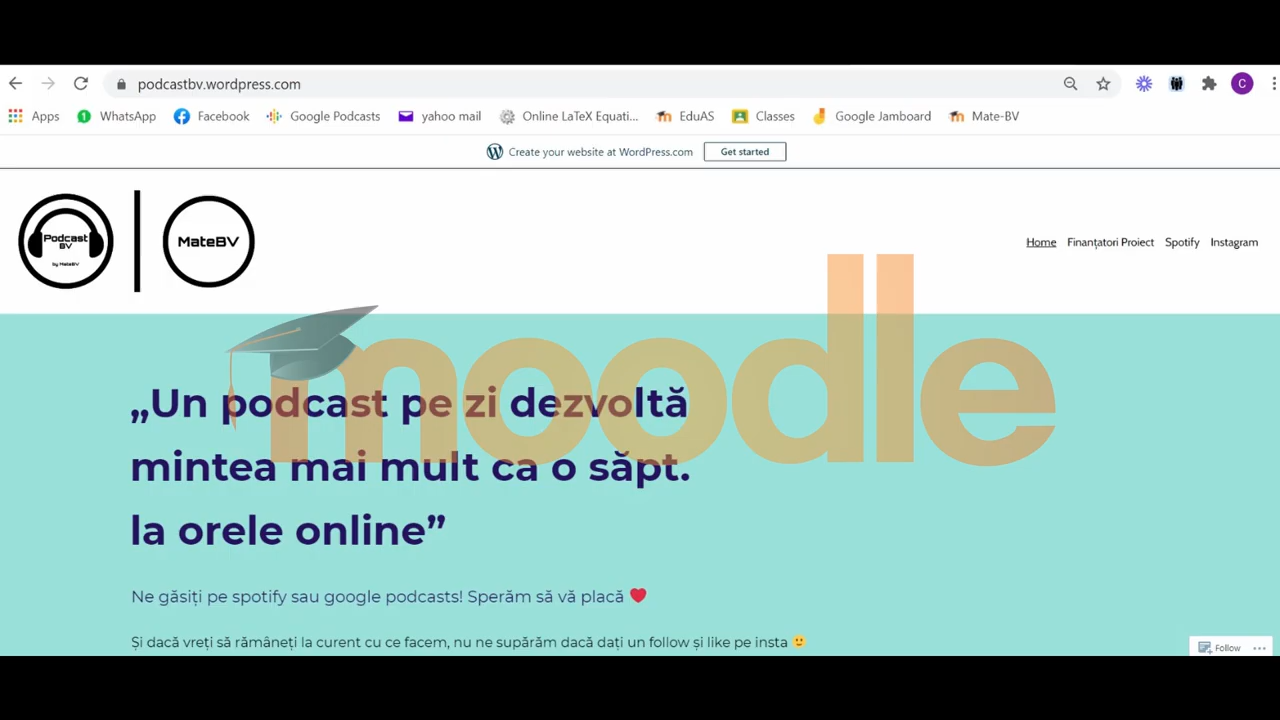 podcastbv.wordpress.com
C
Apps
WhatsApp
Facebook
Google Podcasts
yahoo mail
Online LaTeX Equati...
EduAS
Classes
Google Jamboard
Mate-BV
Create your website at WordPress.com
Get started
Podcast
BV
by MateBV
MateBV
Home
Finanțatori Proiect
Spotify
Instagram
moodle
„Un podcast pe zi dezvoltă
mintea mai mult ca o săpt.
la orele online”
Ne găsiți pe spotify sau google podcasts! Sperăm să vă placă ❤️
Și dacă vreți să rămâneți la curent cu ce facem, nu ne supărăm dacă dați un follow și like pe insta 🙂
Follow